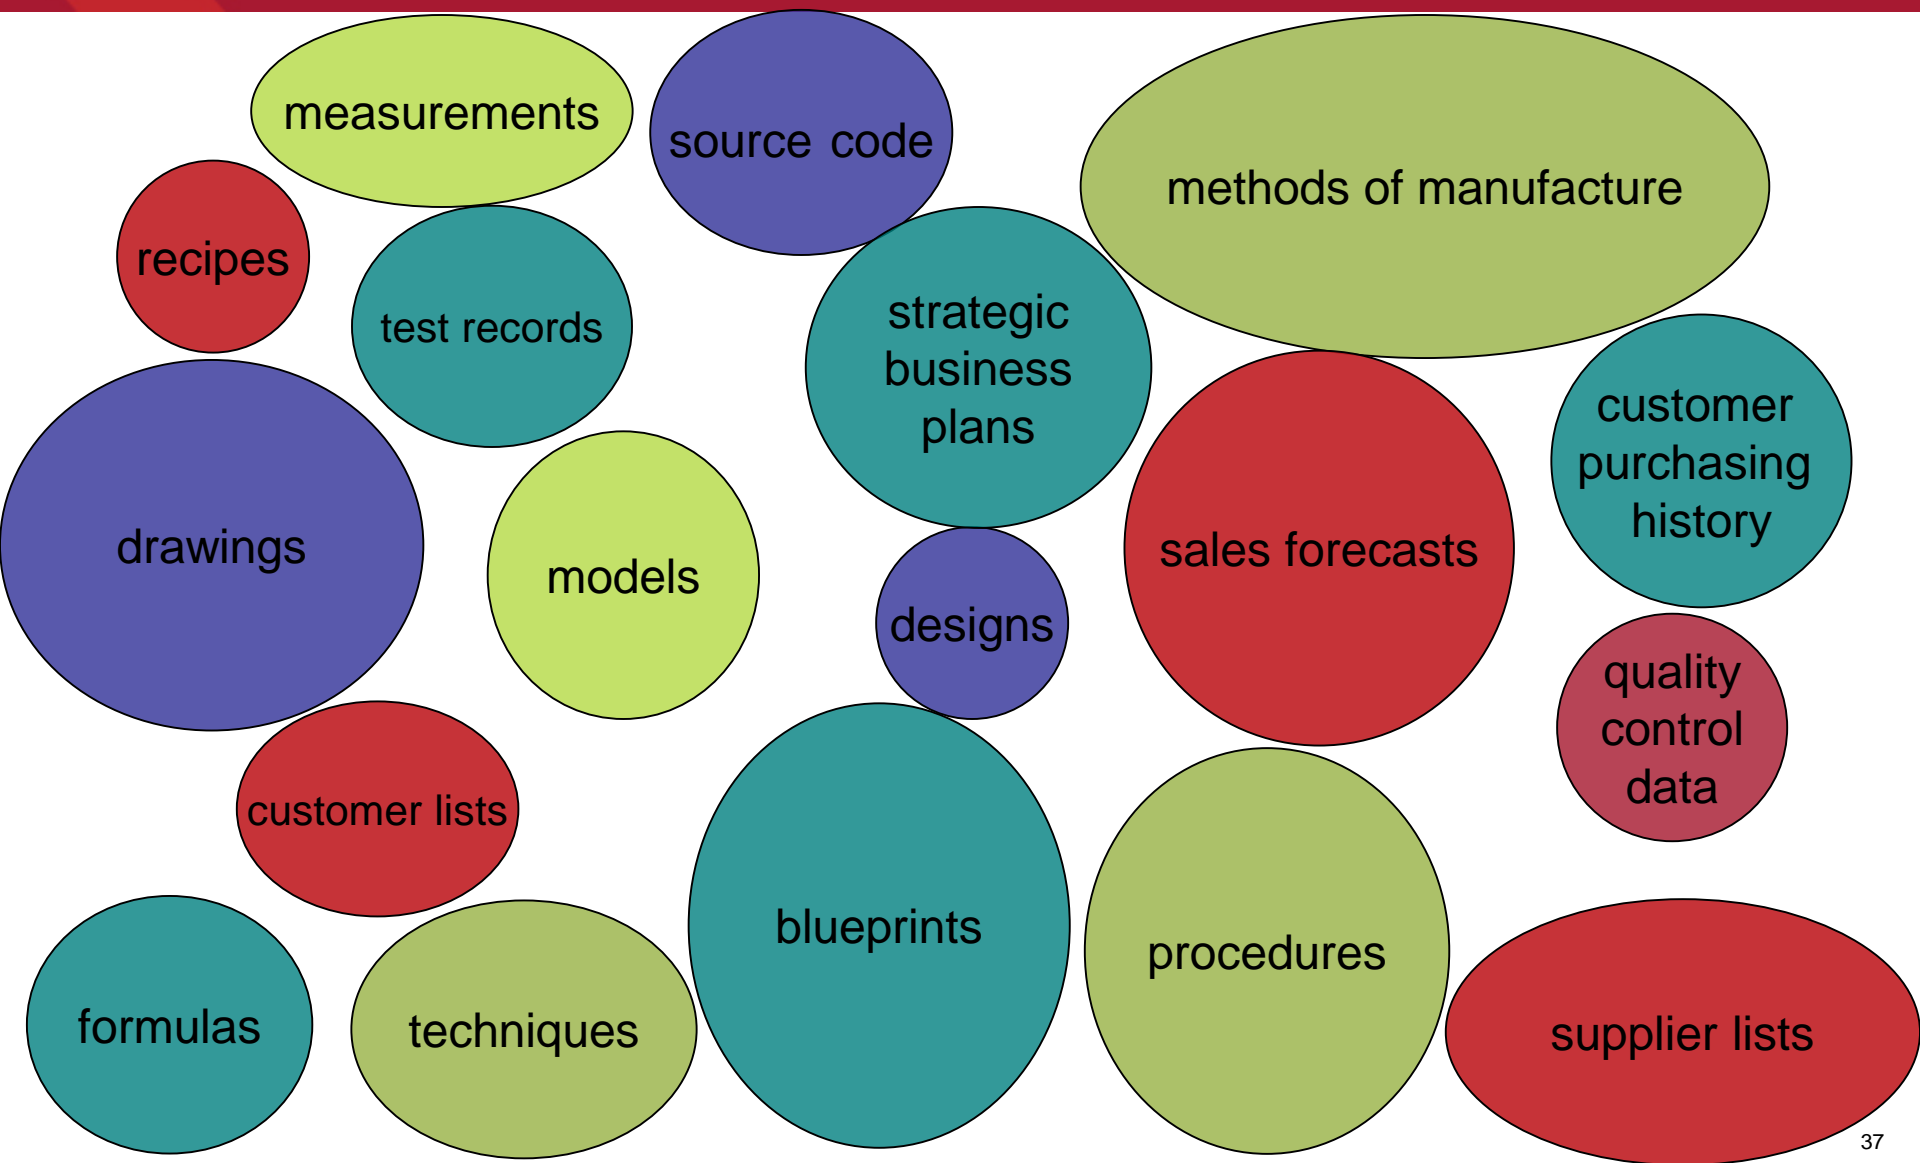 measurements
source code
methods of manufacture
recipes
test records
strategic
business
plans
customer
purchasing
history
drawings
models
designs
sales forecasts
quality
control
data
customer lists
blueprints
procedures
formulas
techniques
supplier lists
37